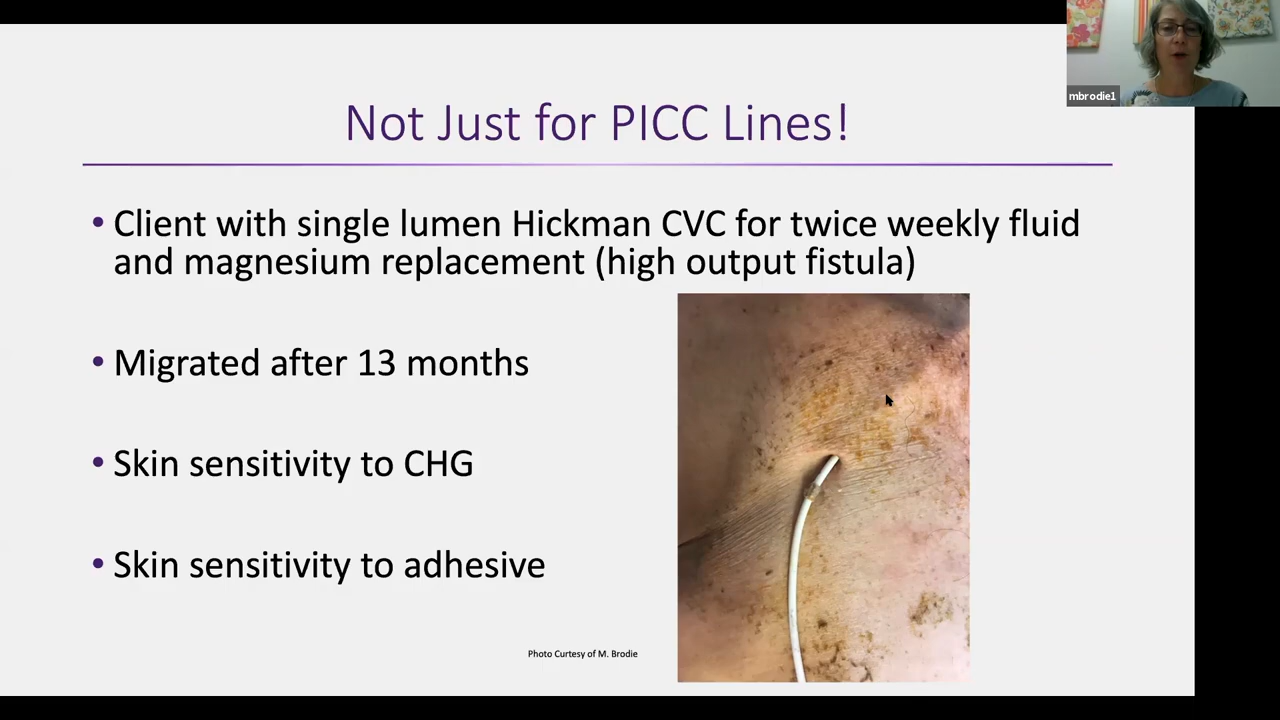 mbrodie1
Not Just for PICC Lines!
• Client with single lumen Hickman CVC for twice weekly fluid
and magnesium replacement (high output fistula)
• Migrated after 13 months
• Skin sensitivity to CHG
• Skin sensitivity to adhesive
Photo Curtesy of M. Brodie